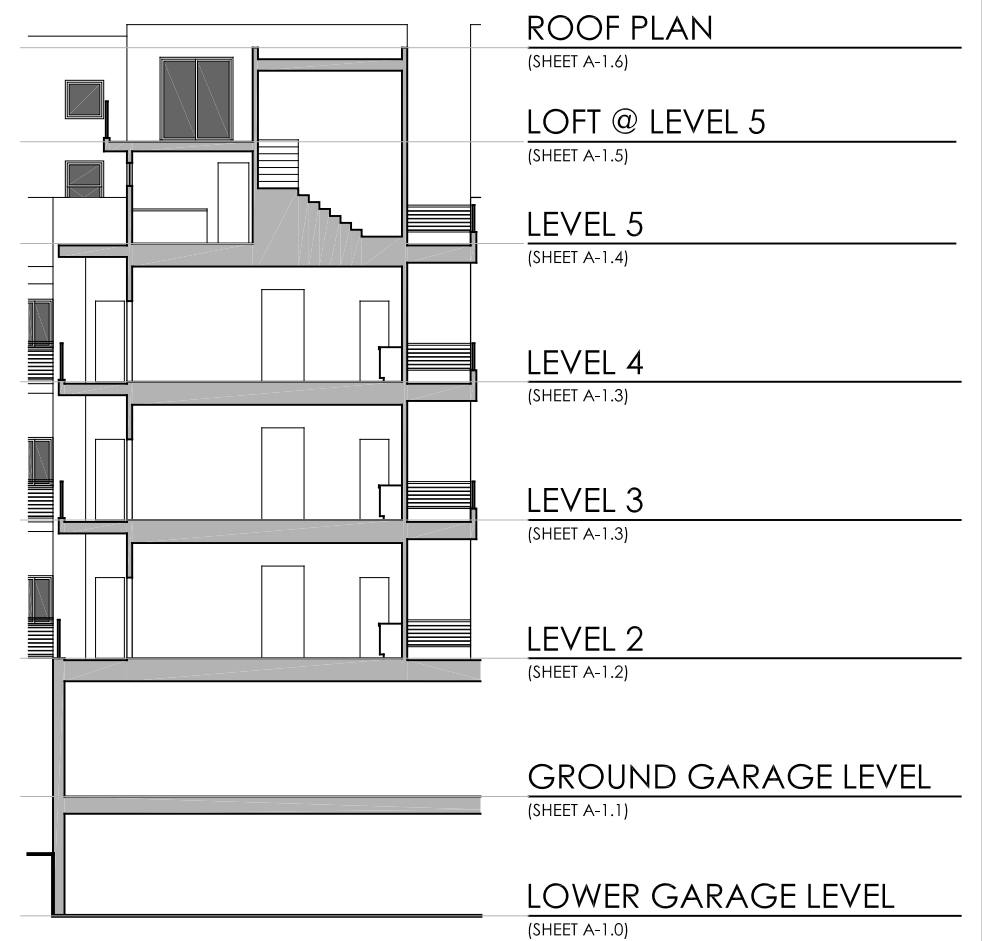 ROOF PLAN
(SHEET A-1.6)
LOFT @ LEVEL 5
(SHEET A-1.5)
LEVEL 5
(SHEET A-1.4)
LEVEL 4
(SHEET A-1.3)
LEVEL 3
(SHEET A-1.3)
LEVEL 2
(SHEET A-1.2)
GROUND GARAGE LEVEL
(SHEET A-1.1)
LOWER GARAGE LEVEL
(SHEET A-1.0)